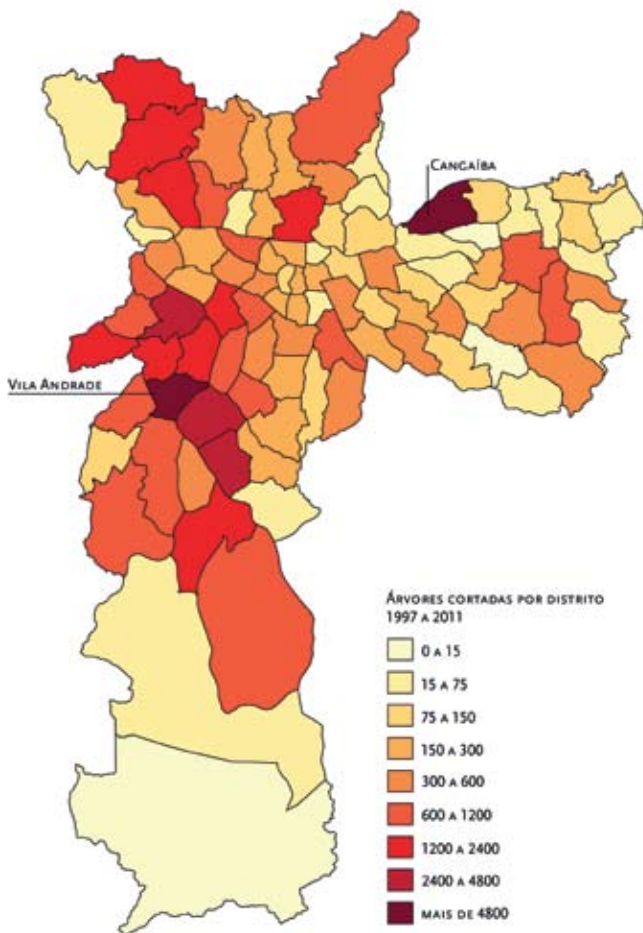 CANGAÍBA
VILA ANDRADE
ÁRVORES CORTADAS POR DISTRITO
1997 A 2011
0 A 15
15 A 75
75 A 150
150 A 300
300 A 600
600 A 1200
1200 A 2400
2400 A 4800
MAIS DE 4800